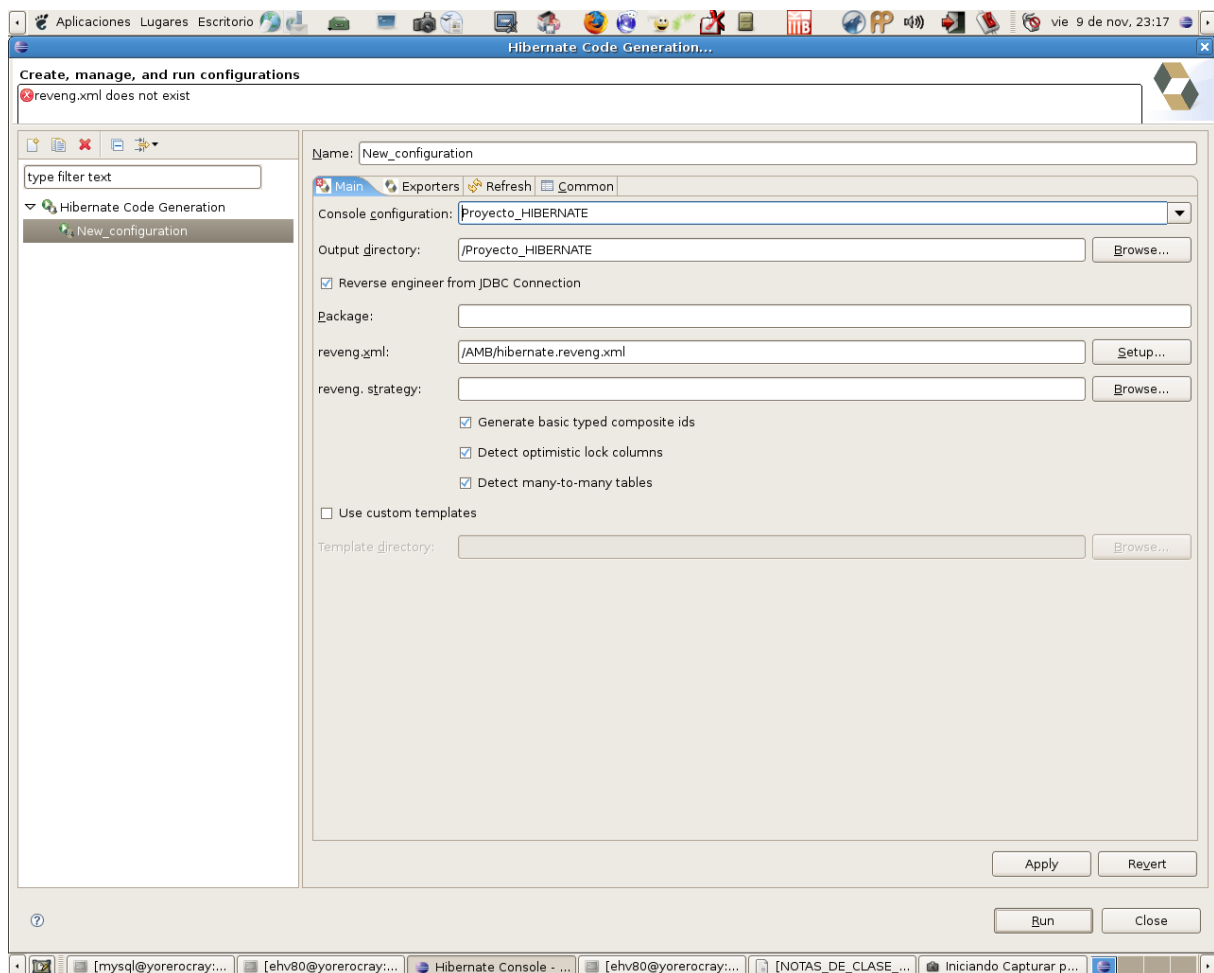 Aplicaciones Lugares Escritorio vie 9 de nov, 23:17
Hibernate Code Generation...
Create, manage, and run configurations
reveng.xml does not exist
type filter text
Hibernate Code Generation
New_configuration
Name: New_configuration
Main Exporters Refresh Common
Console configuration: Proyecto_HIBERNATE
Output directory: /Proyecto_HIBERNATE Browse...
Reverse engineer from JDBC Connection
Package:
reveng.xml: /AMB/hibernate.reveng.xml Setup...
reveng. strategy: Browse...
Generate basic typed composite ids
Detect optimistic lock columns
Detect many-to-many tables
Use custom templates
Template directory: Browse...
Apply Revert
Run Close
[mysql@yorerocray:... [ehv80@yorerocray:... Hibernate Console - ... [ehv80@yorerocray:... [NOTAS_DE_CLASE_... Iniciando Capturar p...